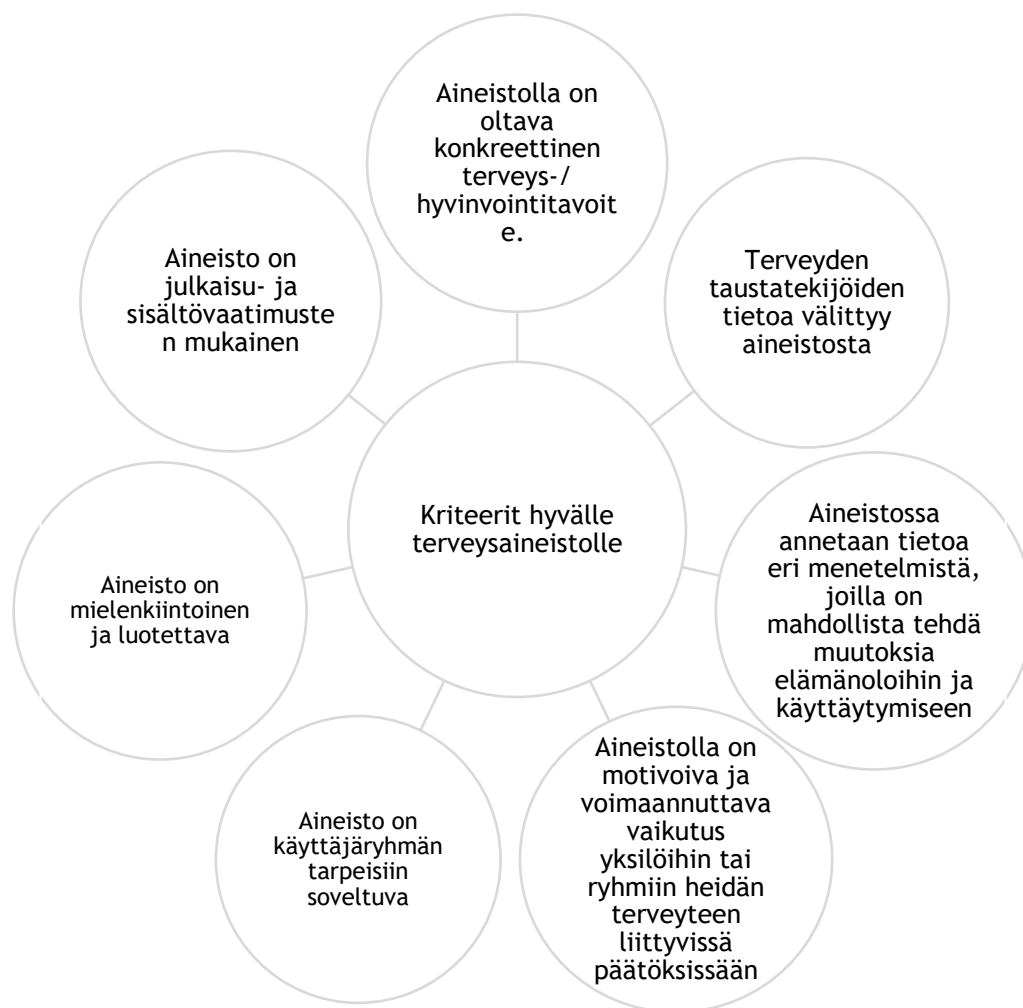 Aineistolla on
oltava
konkreettinen
terveys-/
hyvinvointitavoit
e.
Terveyden
taustatekijöiden
tietoa välittyy
aineistosta
Aineistossa
annetaan tietoa
eri menetelmistä,
joilla on
mahdollista tehdä
muutoksia
elämänoloihin ja
käyttäytymiseen
Aineistolla on
motivoiva ja
voimaannuttava
vaikutus
yksilöihin tai
ryhmiin heidän
terveyteen
liittyvissä
päätöksissään
Aineisto on
käyttäjäryhmän
tarpeisiin
soveltuva
Aineisto on
mielenkiintoinen
ja luotettava
Aineisto on
julkaisu- ja
sisältövaatimuste
n mukainen
Kriteerit hyvälle
terveysaineistolle